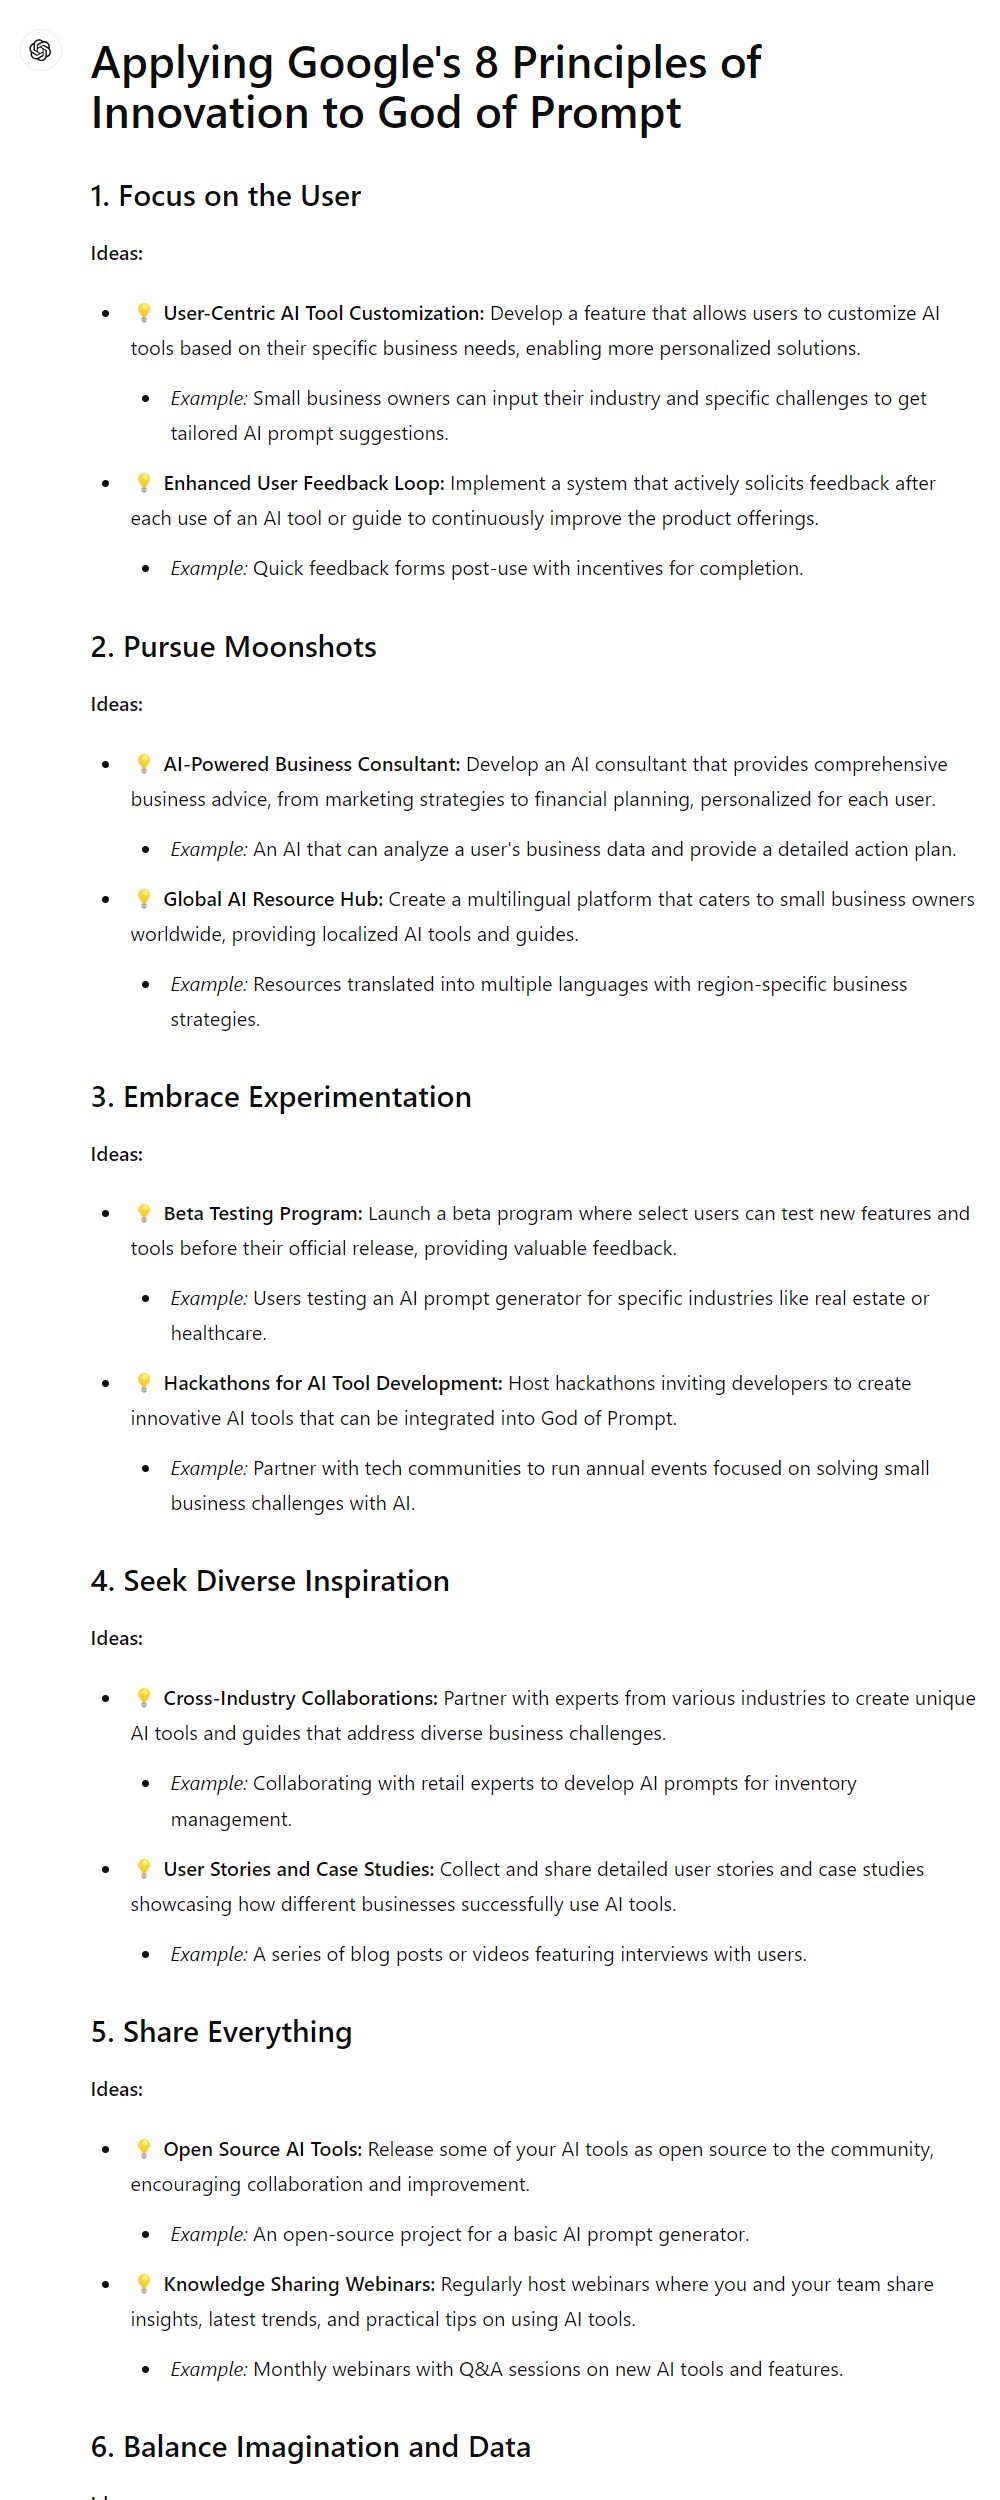 Applying Google's 8 Principles of
Innovation to God of Prompt
1. Focus on the User
Ideas:
💡 User-Centric AI Tool Customization: Develop a feature that allows users to customize AI
tools based on their specific business needs, enabling more personalized solutions.
Example: Small business owners can input their industry and specific challenges to get
tailored AI prompt suggestions.
💡 Enhanced User Feedback Loop: Implement a system that actively solicits feedback after
each use of an AI tool or guide to continuously improve the product offerings.
Example: Quick feedback forms post-use with incentives for completion.
2. Pursue Moonshots
Ideas:
💡 AI-Powered Business Consultant: Develop an AI consultant that provides comprehensive
business advice, from marketing strategies to financial planning, personalized for each user.
Example: An AI that can analyze a user's business data and provide a detailed action plan.
💡 Global AI Resource Hub: Create a multilingual platform that caters to small business owners
worldwide, providing localized AI tools and guides.
Example: Resources translated into multiple languages with region-specific business
strategies.
3. Embrace Experimentation
Ideas:
💡 Beta Testing Program: Launch a beta program where select users can test new features and
tools before their official release, providing valuable feedback.
Example: Users testing an AI prompt generator for specific industries like real estate or
healthcare.
💡 Hackathons for AI Tool Development: Host hackathons inviting developers to create
innovative AI tools that can be integrated into God of Prompt.
Example: Partner with tech communities to run annual events focused on solving small
business challenges with AI.
4. Seek Diverse Inspiration
Ideas:
💡 Cross-Industry Collaborations: Partner with experts from various industries to create unique
AI tools and guides that address diverse business challenges.
Example: Collaborating with retail experts to develop AI prompts for inventory
management.
💡 User Stories and Case Studies: Collect and share detailed user stories and case studies
showcasing how different businesses successfully use AI tools.
Example: A series of blog posts or videos featuring interviews with users.
5. Share Everything
Ideas:
💡 Open Source AI Tools: Release some of your AI tools as open source to the community,
encouraging collaboration and improvement.
Example: An open-source project for a basic AI prompt generator.
💡 Knowledge Sharing Webinars: Regularly host webinars where you and your team share
insights, latest trends, and practical tips on using AI tools.
Example: Monthly webinars with Q&A sessions on new AI tools and features.
6. Balance Imagination and Data